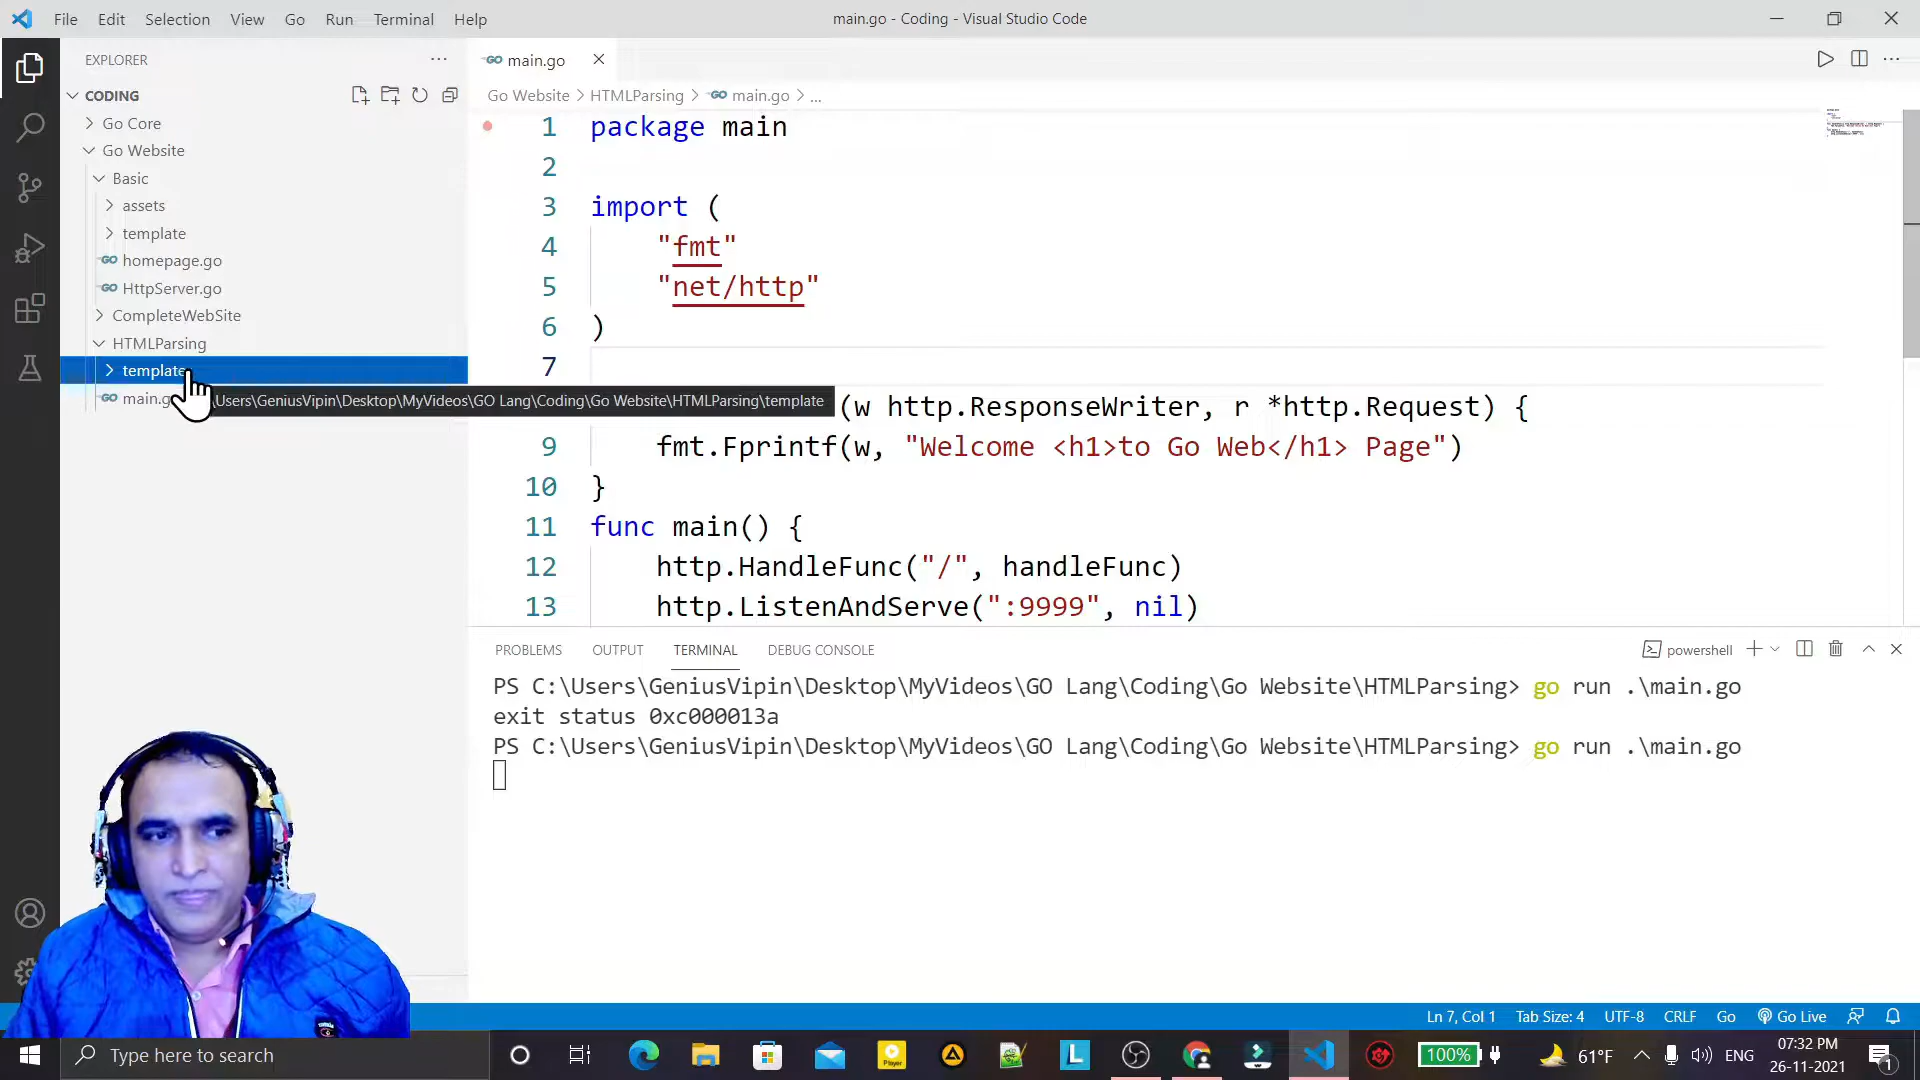 File Edit Selection View Go Run Terminal Help
main.go - Coding - Visual Studio Code
EXPLORER
CODING
Go Core
Go Website
Basic
assets
template
homepage.go
HttpServer.go
CompleteWebSite
HTMLParsing
template
main.g
\Users\GeniusVipin\Desktop\MyVideos\GO Lang\Coding\Go Website\HTMLParsing\template
main.go
Go Website > HTMLParsing > main.go > ...
1 package main
2
3 import (
4 "fmt"
5 "net/http"
6 )
7
(w http.ResponseWriter, r *http.Request) {
9 fmt.Fprintf(w, "Welcome <h1>to Go Web</h1> Page")
10 }
11 func main() {
12 http.HandleFunc("/", handleFunc)
13 http.ListenAndServe(":9999", nil)
PROBLEMS OUTPUT TERMINAL DEBUG CONSOLE
powershell
PS C:\Users\GeniusVipin\Desktop\MyVideos\GO Lang\Coding\Go Website\HTMLParsing> go run .\main.go
exit status 0xc000013a
PS C:\Users\GeniusVipin\Desktop\MyVideos\GO Lang\Coding\Go Website\HTMLParsing> go run .\main.go
Ln 7, Col 1 Tab Size: 4 UTF-8 CRLF Go Go Live
Type here to search
Player
L
100%
61°F
ENG
07:32 PM
26-11-2021
1